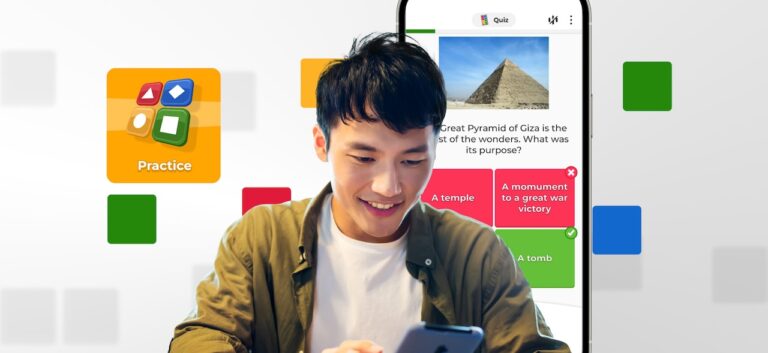 Quiz
Great Pyramid of Giza is the
st of the wonders. What was
its purpose?
Practice
A temple
A momument
to a great war
victory
A tomb